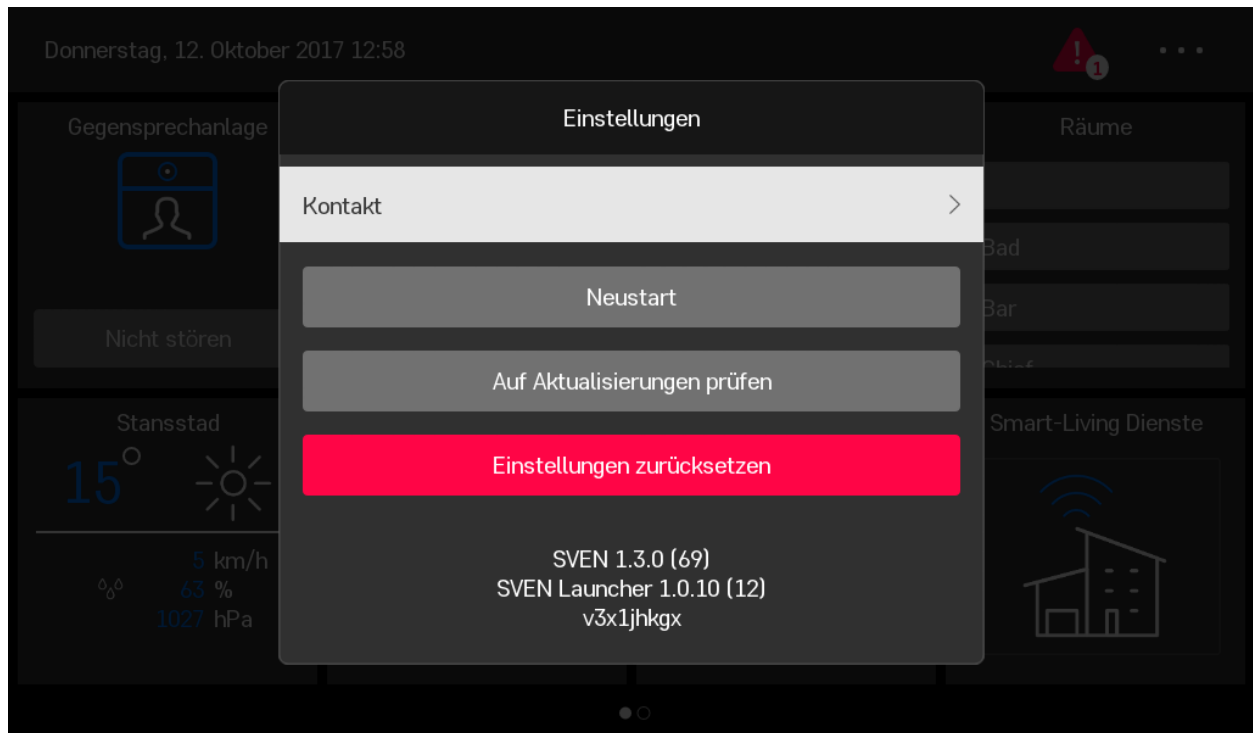 Donnerstag, 12. Oktober 2017 12:58
1
Einstellungen
Kontakt
Neustart
Auf Aktualisierungen prüfen
Einstellungen zurücksetzen
SVEN 1.3.0 (69)
SVEN Launcher 1.0.10 (12)
v3x1jhkgx
Gegensprechanlage
Nicht stören
Räume
Bad
Bar
Stansstad
15°
5 km/h
63 %
1027 hPa
Smart-Living Dienste